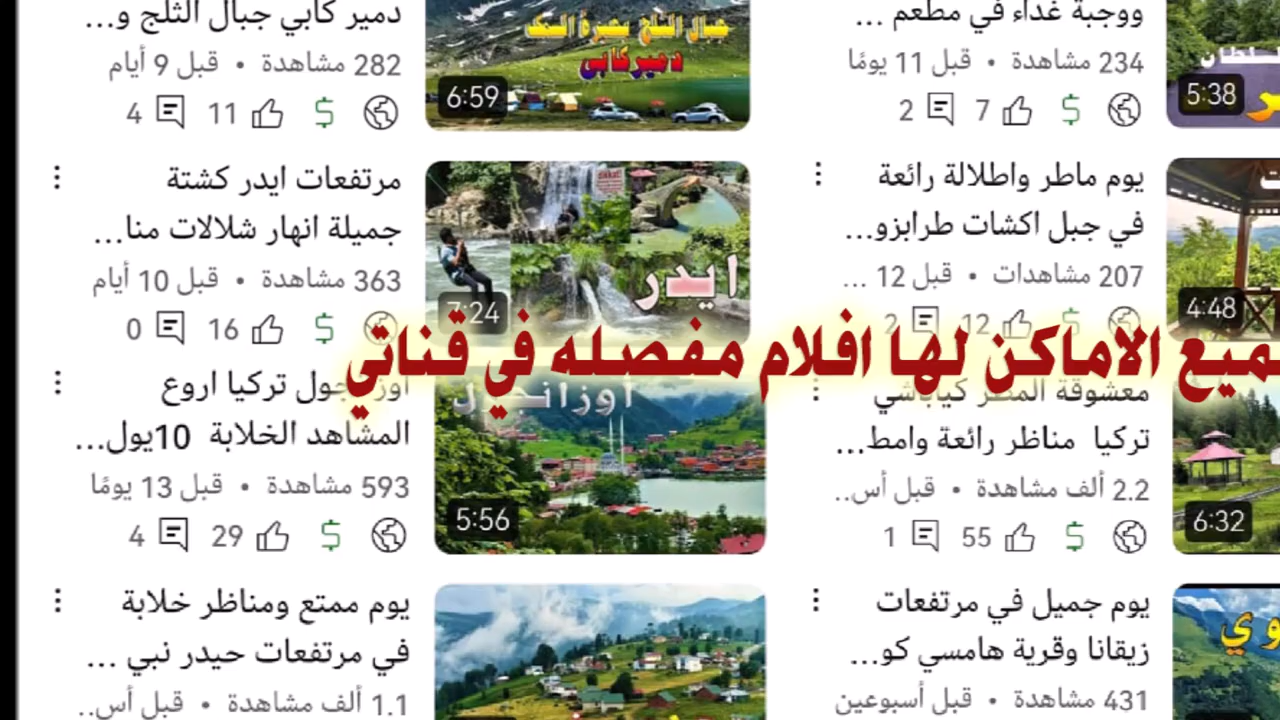 ووجبة غداء في مطعم ...
234 مشاهدة • قبل 11 يومًا
2 7
5:38
دمير كابي جبال الثلج و...
282 مشاهدة • قبل 9 أيام
4 11
جبال الثلج بحيرة السمك
دمير كابي
6:59
يوم ماطر واطلالة رائعة
في جبل اكشات طرابزو...
207 مشاهدات • قبل 12 ...
2 12
4:48
مرتفعات ايدر كشتة
جميلة انهار شلالات منا...
363 مشاهدة • قبل 10 أيام
0 16
ايدر
7:24
ميع الاماكن لها افلام مفصله في قناتي
معشوقة المطر كياباشي
تركيا مناظر رائعة وامط...
2.2 ألف مشاهدة • قبل أس..
1 55
6:32
اوزنجول تركيا اروع
المشاهد الخلابة 10يول...
593 مشاهدة • قبل 13 يومًا
4 29
اوزانجول
5:56
يوم جميل في مرتفعات
زيقانا وقرية هامسي كو...
431 مشاهدة • قبل أسبوعين
وي
يوم ممتع ومناظر خلابة
في مرتفعات حيدر نبي ...
1.1 ألف مشاهدة • قبل أس..